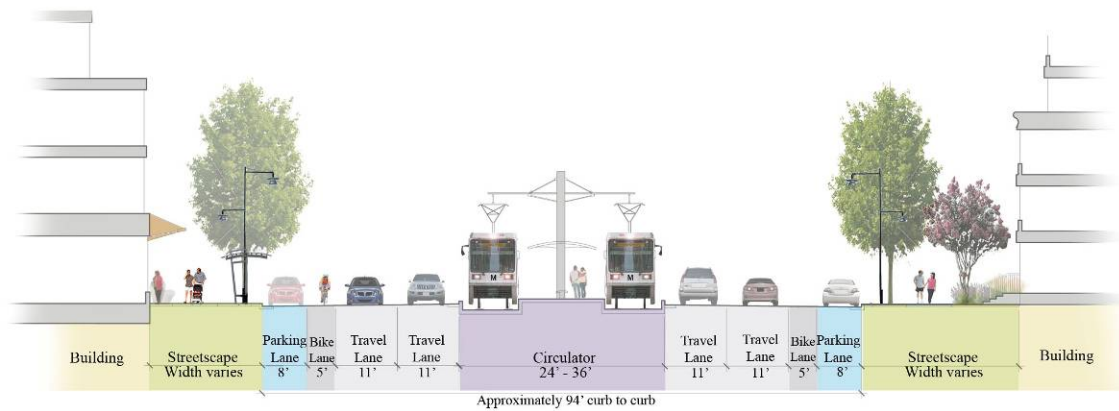 M
M
Building
Streetscape
Width varies
Parking
Lane
8'
Bike
Lane
5'
Travel
Lane
11'
Travel
Lane
11'
Circulator
24' - 36'
Travel
Lane
11'
Travel
Lane
11'
Bike
Lane
5'
Parking
Lane
8'
Streetscape
Width varies
Building
Approximately 94' curb to curb